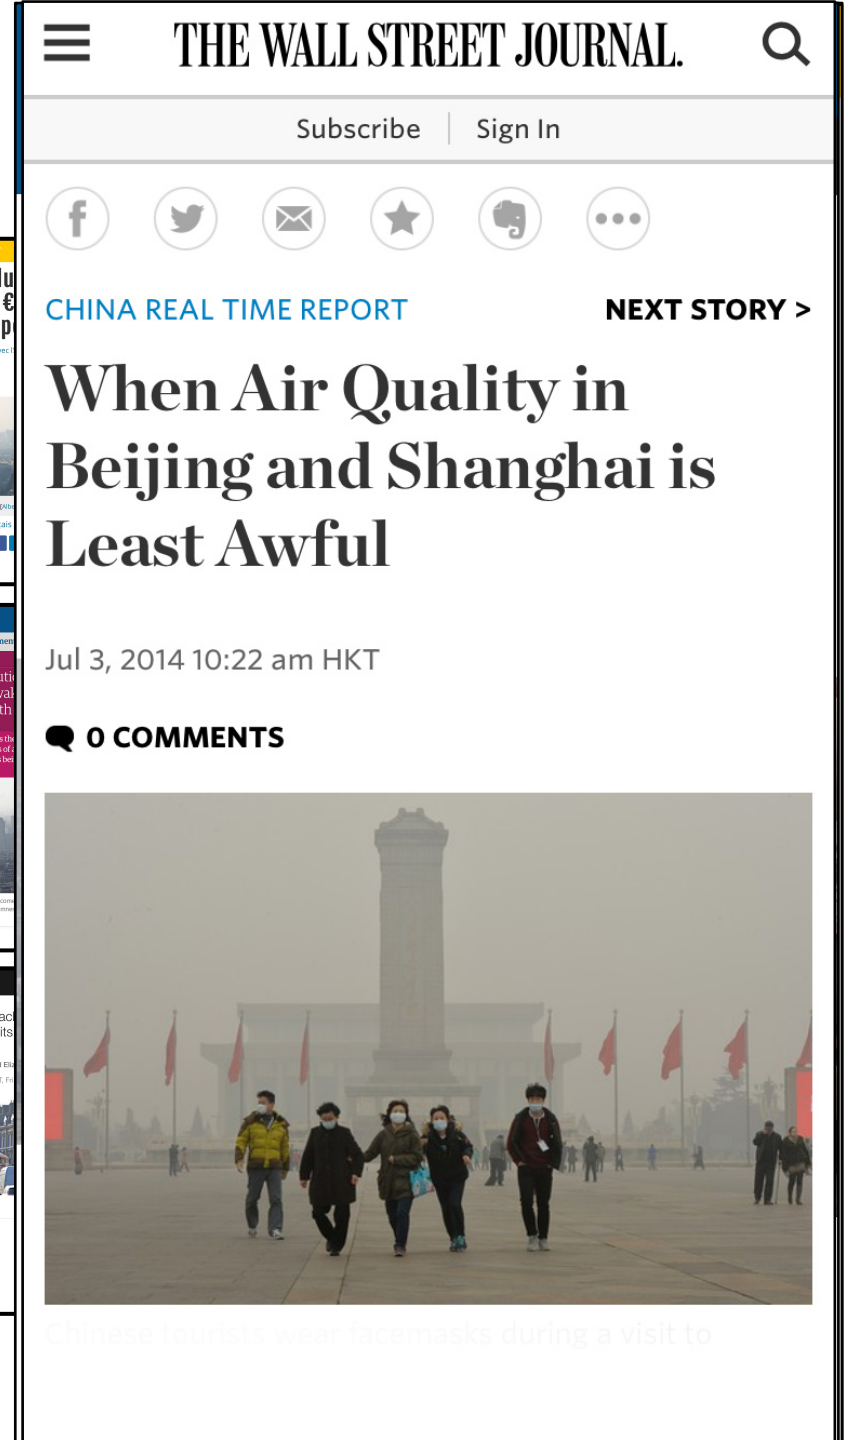 THE WALL STREET JOURNAL.
Subscribe
Sign In
CHINA REAL TIME REPORT
NEXT STORY >
When Air Quality in
Beijing and Shanghai is
Least Awful
Jul 3, 2014 10:22 am HKT
0 COMMENTS
Chinese tourists wear facemasks during a visit to